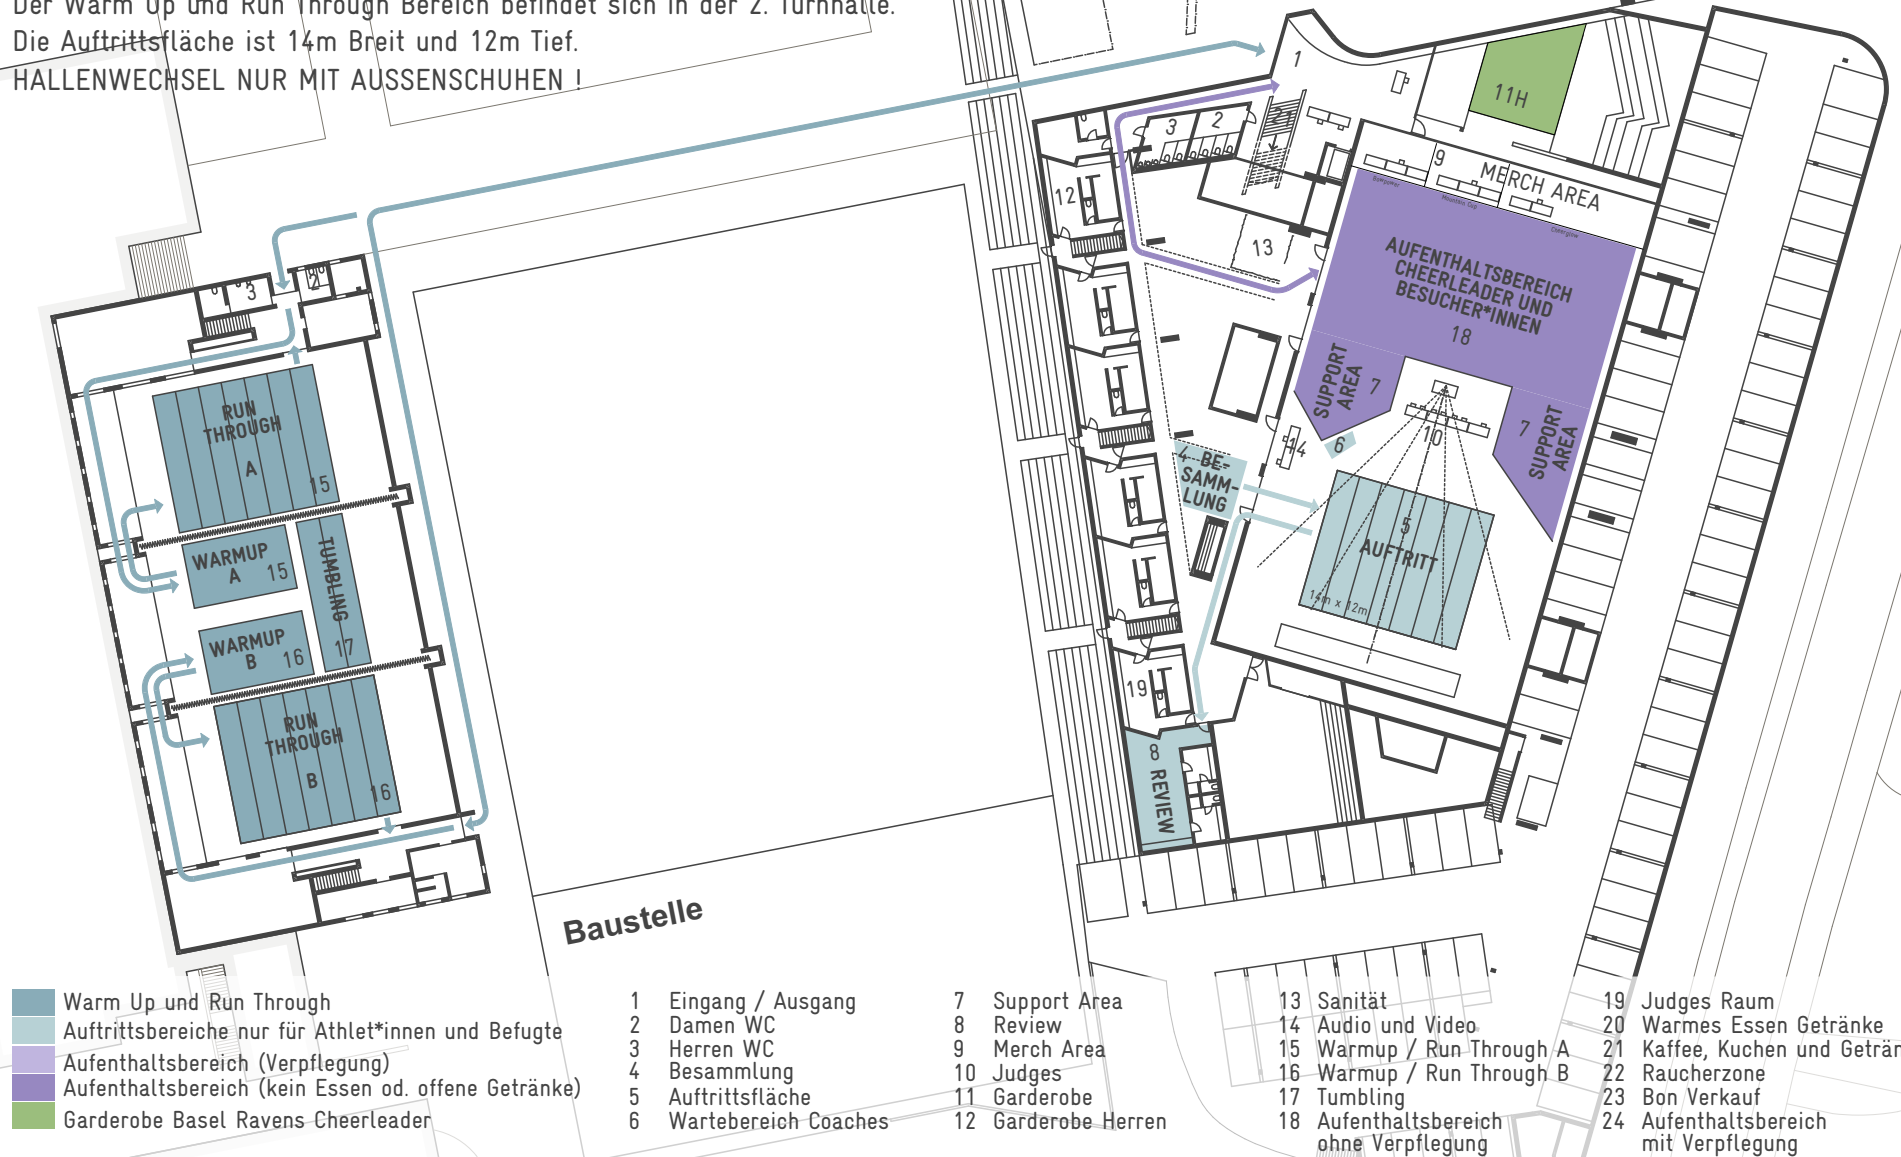 Der Warm Up und Run Through Bereich befindet sich in der 2. Turnhalle.
Die Auftrittsfläche ist 14m Breit und 12m Tief.
HALLENWECHSEL NUR MIT AUSSENSCHUHEN !
1
11H
3
2
21
9
MERCH AREA
12
13
AUFENTHALTSBEREICH
CHEERLEADER UND
BESUCHER*INNEN
18
3
2
SUPPORT
AREA
7
7
SUPPORT
AREA
RUN
THROUGH
A
15
10
14
6
4 BE-
SAMM-
LUNG
5
AUFTRITT
14m x 12m
WARMUP
A
15
TUMBLING
17
WARMUP
B
16
RUN
THROUGH
B
16
19
8
REVIEW
Baustelle
Warm Up und Run Through
Auftrittsbereiche nur für Athlet*innen und Befugte
Aufenthaltsbereich (Verpflegung)
Aufenthaltsbereich (kein Essen od. offene Getränke)
Garderobe Basel Ravens Cheerleader
1 Eingang / Ausgang
2 Damen WC
3 Herren WC
4 Besammlung
5 Auftrittsfläche
6 Wartebereich Coaches
7 Support Area
8 Review
9 Merch Area
10 Judges
11 Garderobe
12 Garderobe Herren
13 Sanität
14 Audio und Video
15 Warmup / Run Through A
16 Warmup / Run Through B
17 Tumbling
18 Aufenthaltsbereich
ohne Verpflegung
19 Judges Raum
20 Warmes Essen Getränke
21 Kaffee, Kuchen und Geträn
22 Raucherzone
23 Bon Verkauf
24 Aufenthaltsbereich
mit Verpflegung